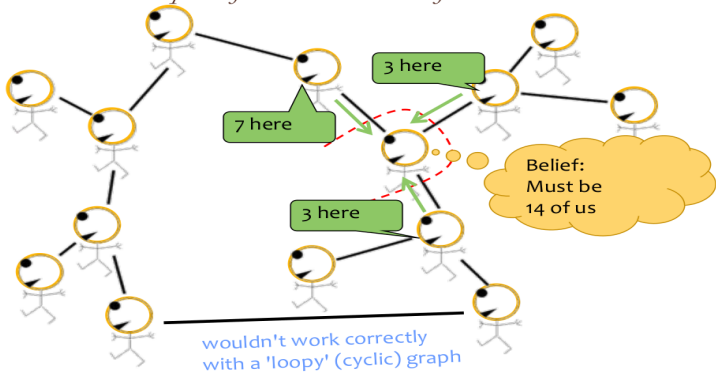 3 here
7 here
Belief:
Must be
14 of us
3 here
wouldn't work correctly
with a 'loopy' (cyclic) graph